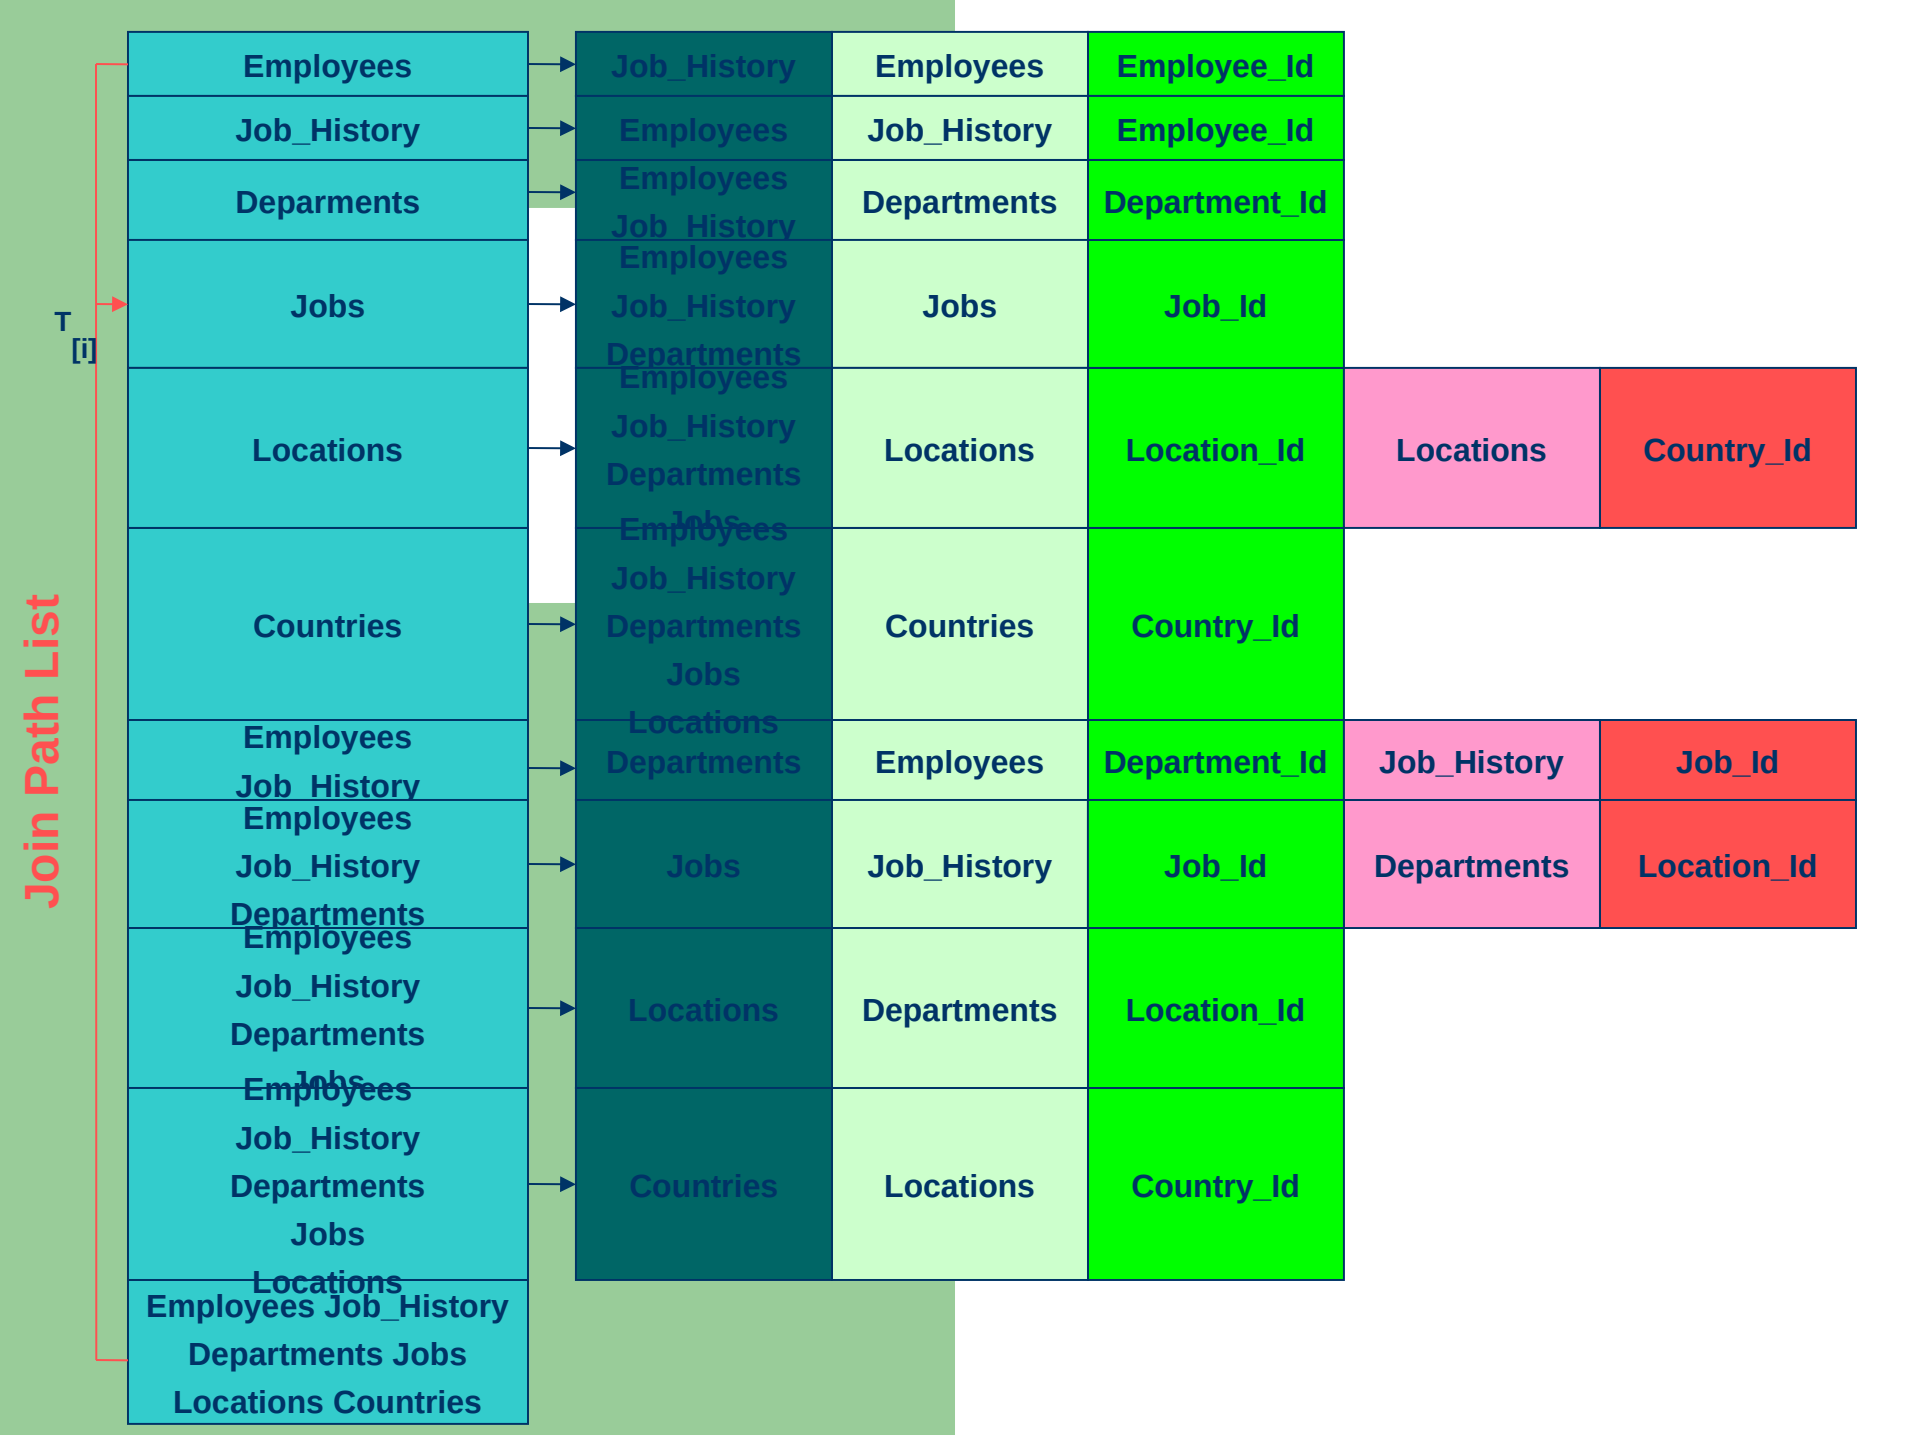 Employees Job_History Employees Employee_Id
Job_History Employees Job_History Employee_Id
Deparments Employees Job_History Departments Department_Id
Jobs Employees Job_History Departments Jobs Job_Id
Locations Employees Job_History Departments Jobs Locations Location_Id Locations Country_Id
Countries Employees Job_History Departments Jobs Locations Countries Country_Id
Employees Job_History Departments Employees Department_Id Job_History Job_Id
Employees Job_History Departments Jobs Job_History Job_Id Departments Location_Id
Employees Job_History Departments Jobs Locations Departments Location_Id
Employees Job_History Departments Jobs Locations Countries Locations Country_Id
Employees Job_History
Departments Jobs
Locations Countries
T
[i]
Join Path List